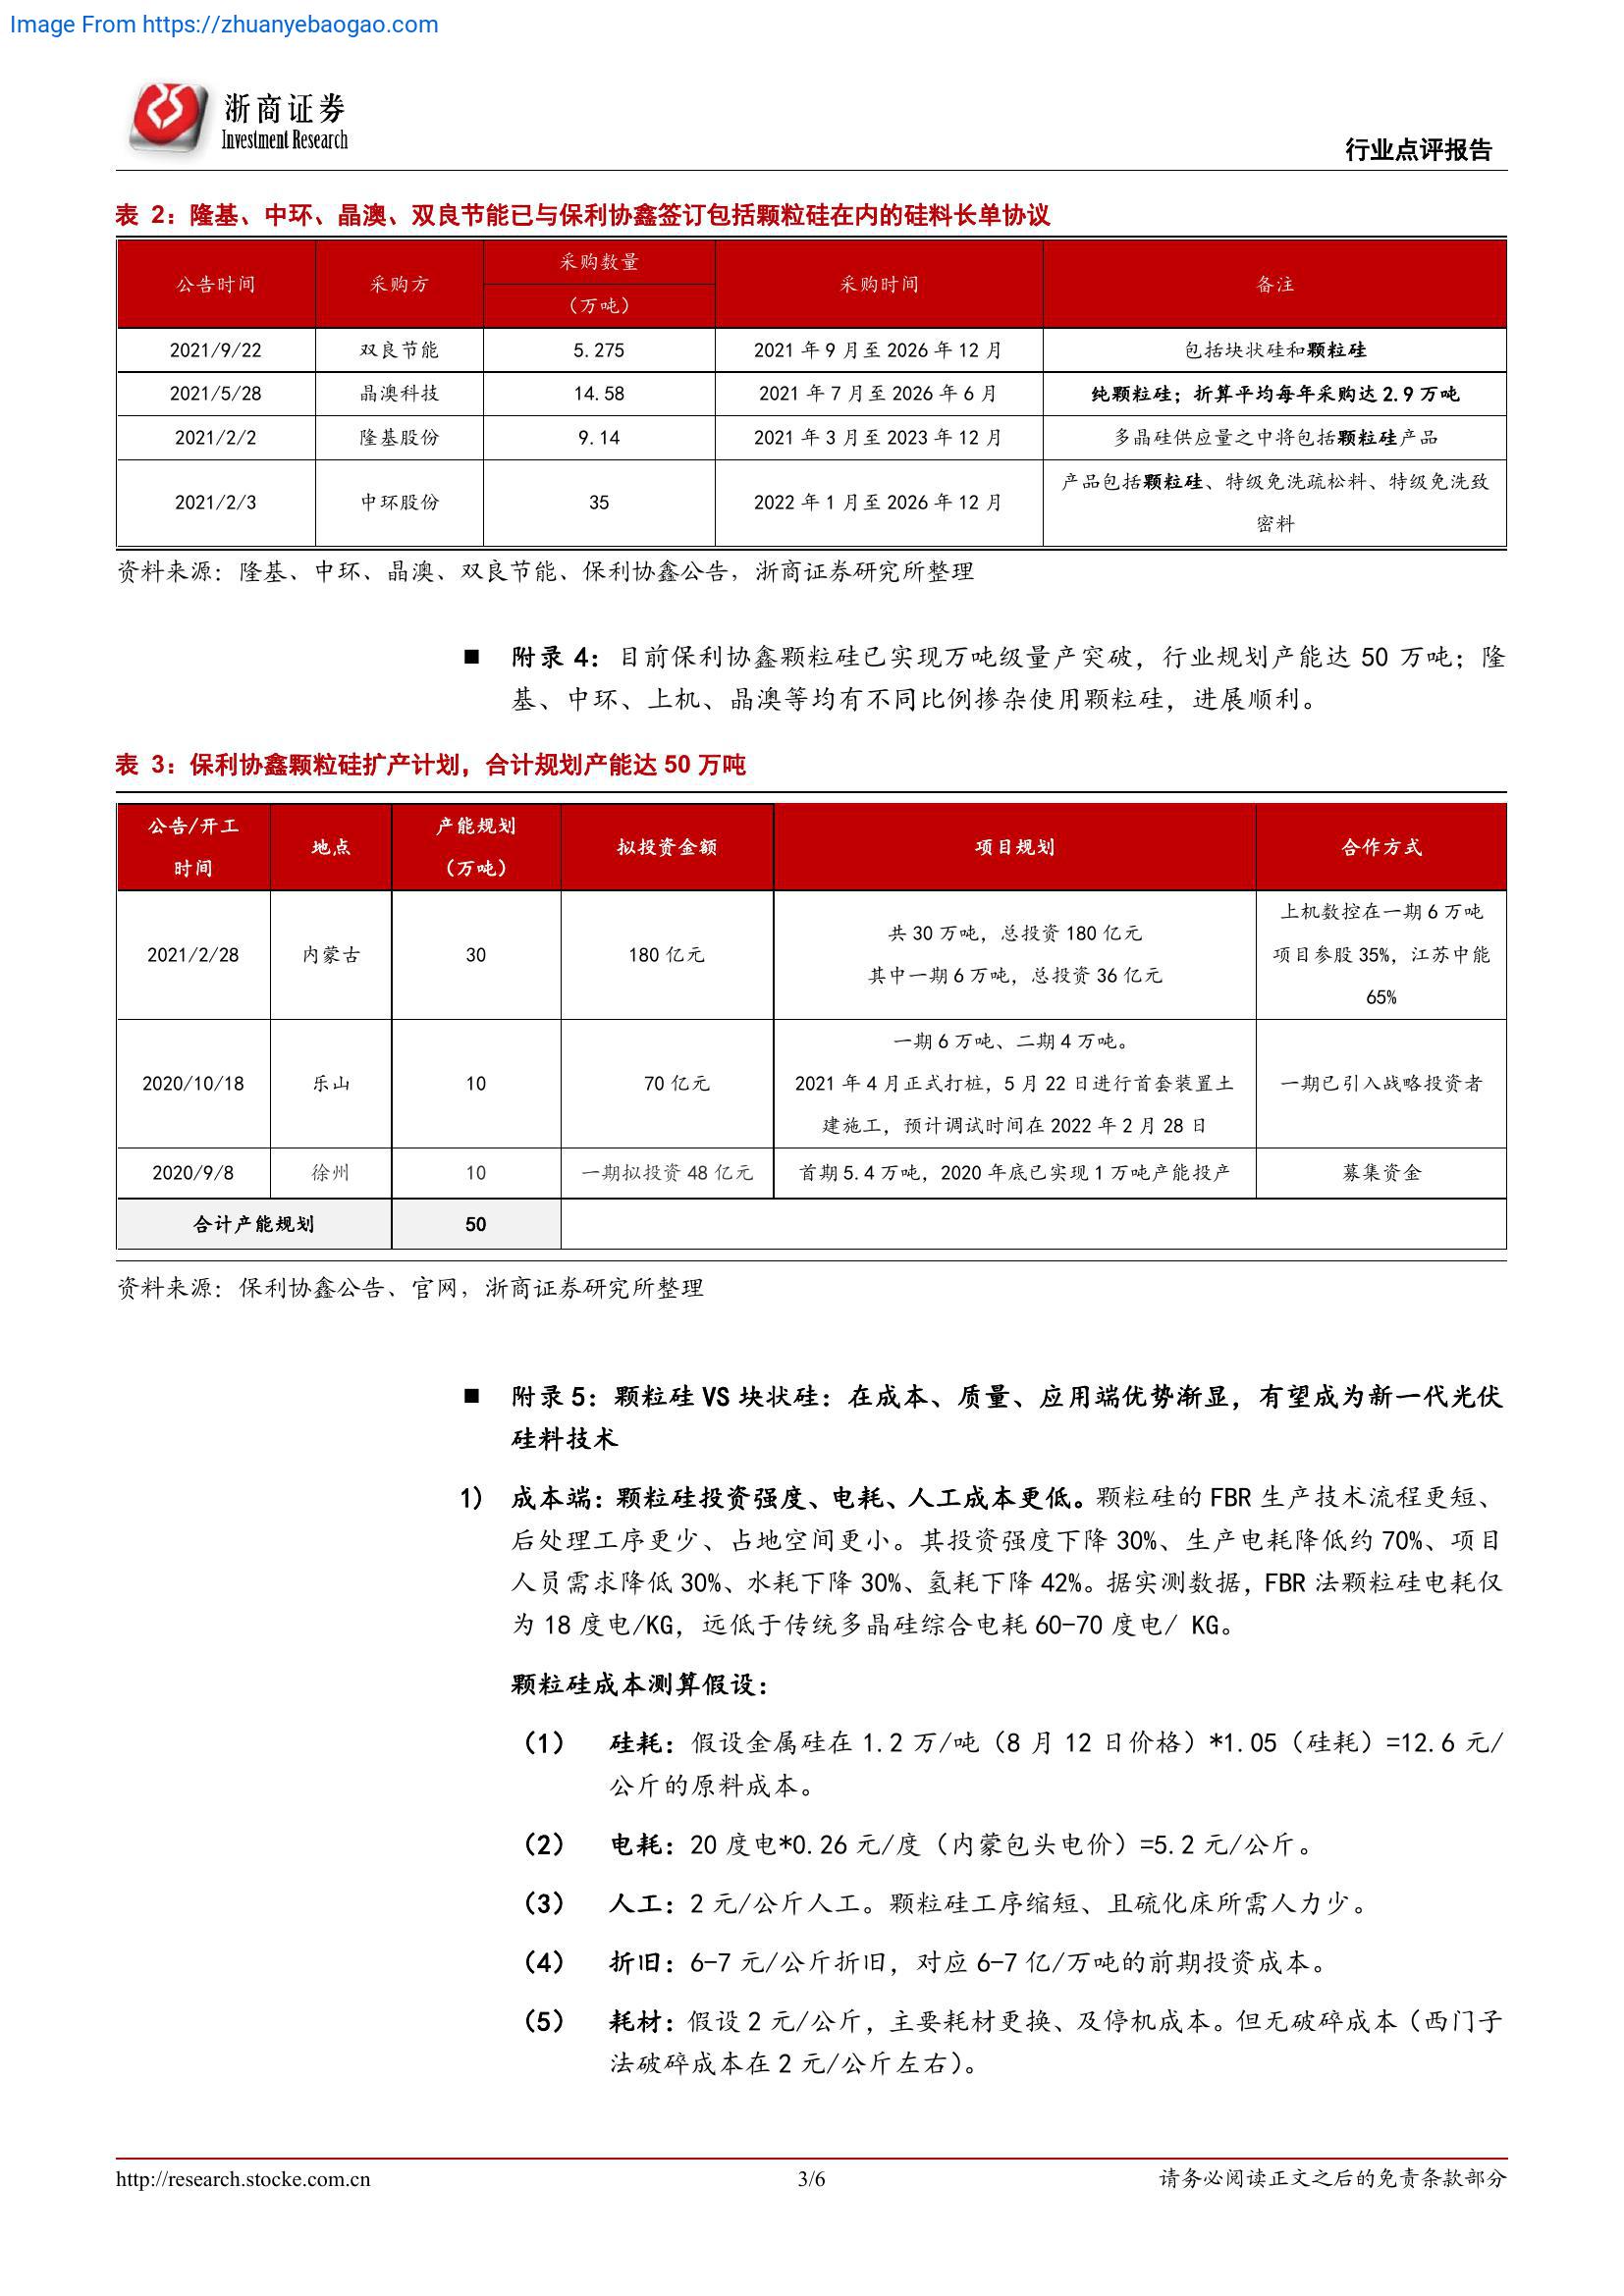 Image From https://zhuanyebaogao.com
浙商证券
Investment Research
行业点评报告
表 2：隆基、中环、晶澳、双良节能已与保利协鑫签订包括颗粒硅在内的硅料长单协议
公告时间 采购方 采购数量 （万吨） 采购时间 备注
2021/9/22 双良节能 5.275 2021 年 9 月至 2026 年 12 月 包括块状硅和颗粒硅
2021/5/28 晶澳科技 14.58 2021 年 7 月至 2026 年 6 月 纯颗粒硅；折算平均每年采购达 2.9 万吨
2021/2/2 隆基股份 9.14 2021 年 3 月至 2023 年 12 月 多晶硅供应量之中将包括颗粒硅产品
2021/2/3 中环股份 35 2022 年 1 月至 2026 年 12 月 产品包括颗粒硅、特级免洗疏松料、特级免洗致
密料
资料来源：隆基、中环、晶澳、双良节能、保利协鑫公告，浙商证券研究所整理
■ 附录 4：目前保利协鑫颗粒硅已实现万吨级量产突破，行业规划产能达 50 万吨；隆
基、中环、上机、晶澳等均有不同比例掺杂使用颗粒硅，进展顺利。
表 3：保利协鑫颗粒硅扩产计划，合计规划产能达 50 万吨
公告/开工
时间
地点
产能规划
（万吨）
拟投资金额
项目规划
合作方式
2021/2/28
内蒙古
30
180 亿元
共 30 万吨，总投资 180 亿元
其中一期 6 万吨，总投资 36 亿元
上机数控在一期 6 万吨
项目参股 35%，江苏中能
65%
2020/10/18
乐山
10
70 亿元
一期 6 万吨、二期 4 万吨。
2021 年 4 月正式打桩，5 月 22 日进行首套装置土
建施工，预计调试时间在 2022 年 2 月 28 日
一期已引入战略投资者
2020/9/8 徐州 10 一期拟投资 48 亿元 首期 5.4 万吨，2020 年底已实现 1 万吨产能投产 募集资金
合计产能规划 50
资料来源：保利协鑫公告、官网，浙商证券研究所整理
■ 附录 5：颗粒硅 VS 块状硅：在成本、质量、应用端优势渐显，有望成为新一代光伏
硅料技术
1） 成本端：颗粒硅投资强度、电耗、人工成本更低。颗粒硅的 FBR 生产技术流程更短、
后处理工序更少、占地空间更小。其投资强度下降 30%、生产电耗降低约 70%、项目
人员需求降低 30%、水耗下降 30%、氢耗下降 42%。据实测数据，FBR 法颗粒硅电耗仅
为 18 度电/KG，远低于传统多晶硅综合电耗 60-70 度电/ KG。
颗粒硅成本测算假设：
（1） 硅耗：假设金属硅在 1.2 万/吨（8 月 12 日价格）*1.05（硅耗）=12.6 元/
公斤的原料成本。
（2） 电耗：20 度电*0.26 元/度（内蒙包头电价）=5.2 元/公斤。
（3） 人工：2 元/公斤人工。颗粒硅工序缩短、且硫化床所需人力少。
（4） 折旧：6-7 元/公斤折旧，对应 6-7 亿/万吨的前期投资成本。
（5） 耗材：假设 2 元/公斤，主要耗材更换、及停机成本。但无破碎成本（西门子
法破碎成本在 2 元/公斤左右）。
http://research.stocke.com.cn 3/6 请务必阅读正文之后的免责条款部分